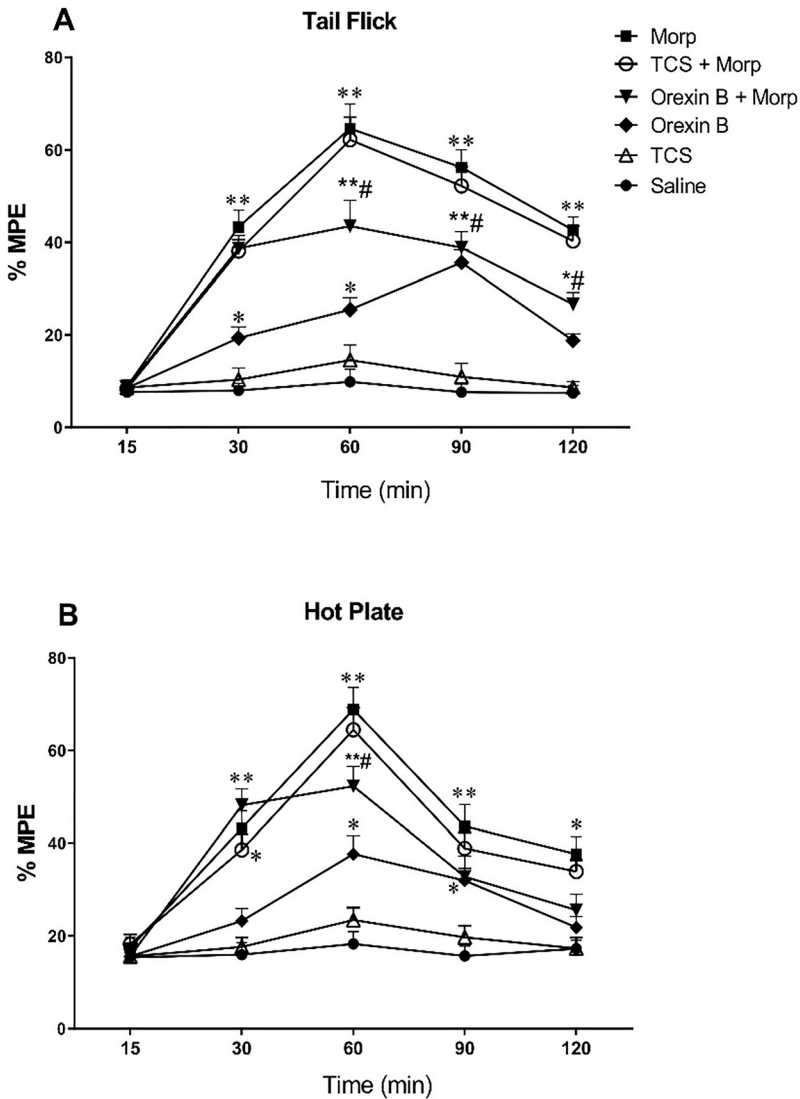 A
Tail Flick
Morp
TCS + Morp
Orexin B + Morp
Orexin B
TCS
Saline
80
60
40
20
0
% MPE
**
**
**
**
**#
**#
*#
*
*
15 30 60 90 120
Time (min)
B
Hot Plate
80
60
40
20
0
% MPE
**
**
**#
**
*
*
*
*
15 30 60 90 120
Time (min)